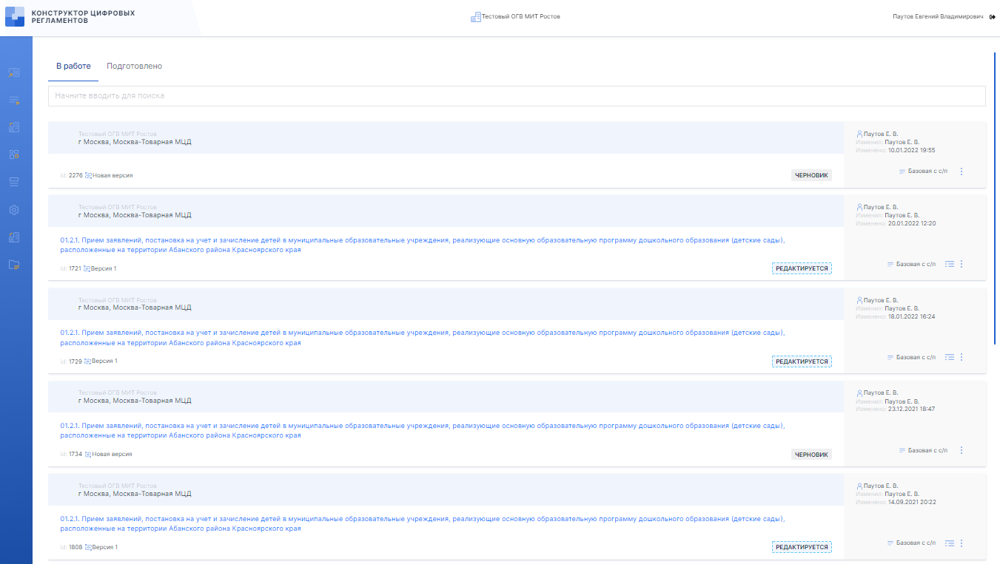 КОНСТРУКТОР ЦИФРОВЫХ
РЕГЛАМЕНТОВ
Тестовый ОГВ МИТ Ростов
Паутов Евгений Владимирович
В работе
Подготовлено
Начните вводить для поиска
Тестовый ОГВ МИТ Ростов
г Москва, Москва-Товарная МЦД
id: 2276 Новая версия
ЧЕРНОВИК
Паутов Е. В.
Изменил: Паутов Е. В.
Изменено: 10.01.2022 19:55
Базовая с с/п
Тестовый ОГВ МИТ Ростов
г Москва, Москва-Товарная МЦД
01.2.1. Прием заявлений, постановка на учет и зачисление детей в муниципальные образовательные учреждения, реализующие основную образовательную программу дошкольного образования (детские сады),
расположенные на территории Абанского района Красноярского края
id: 1721 Версия 1
РЕДАКТИРУЕТСЯ
Паутов Е. В.
Изменил: Паутов Е. В.
Изменено: 20.01.2022 12:20
Базовая с с/п
Тестовый ОГВ МИТ Ростов
г Москва, Москва-Товарная МЦД
01.2.1. Прием заявлений, постановка на учет и зачисление детей в муниципальные образовательные учреждения, реализующие основную образовательную программу дошкольного образования (детские сады),
расположенные на территории Абанского района Красноярского края
id: 1729 Версия 1
РЕДАКТИРУЕТСЯ
Паутов Е. В.
Изменил: Паутов Е. В.
Изменено: 18.01.2022 16:24
Базовая с с/п
Тестовый ОГВ МИТ Ростов
г Москва, Москва-Товарная МЦД
01.2.1. Прием заявлений, постановка на учет и зачисление детей в муниципальные образовательные учреждения, реализующие основную образовательную программу дошкольного образования (детские сады),
расположенные на территории Абанского района Красноярского края
id: 1734 Новая версия
ЧЕРНОВИК
Паутов Е. В.
Изменил: Паутов Е. В.
Изменено: 23.12.2021 18:47
Базовая с с/п
Тестовый ОГВ МИТ Ростов
г Москва, Москва-Товарная МЦД
01.2.1. Прием заявлений, постановка на учет и зачисление детей в муниципальные образовательные учреждения, реализующие основную образовательную программу дошкольного образования (детские сады),
расположенные на территории Абанского района Красноярского края
id: 1808 Версия 1
РЕДАКТИРУЕТСЯ
Паутов Е. В.
Изменил: Паутов Е. В.
Изменено: 14.09.2021 20:22
Базовая с с/п